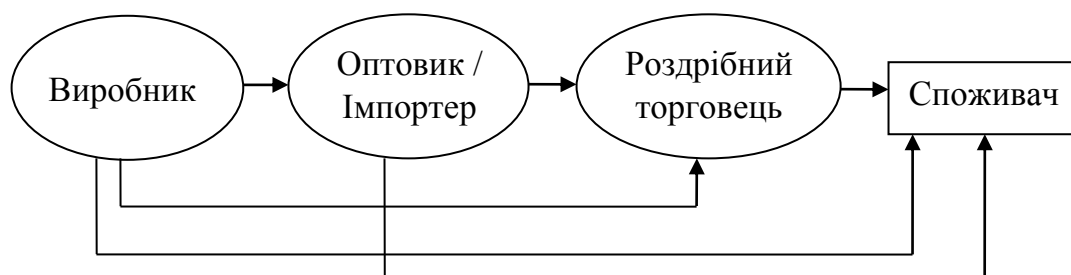 Виробник
Оптовик /
Імпортер
Роздрібний
торговець
Споживач